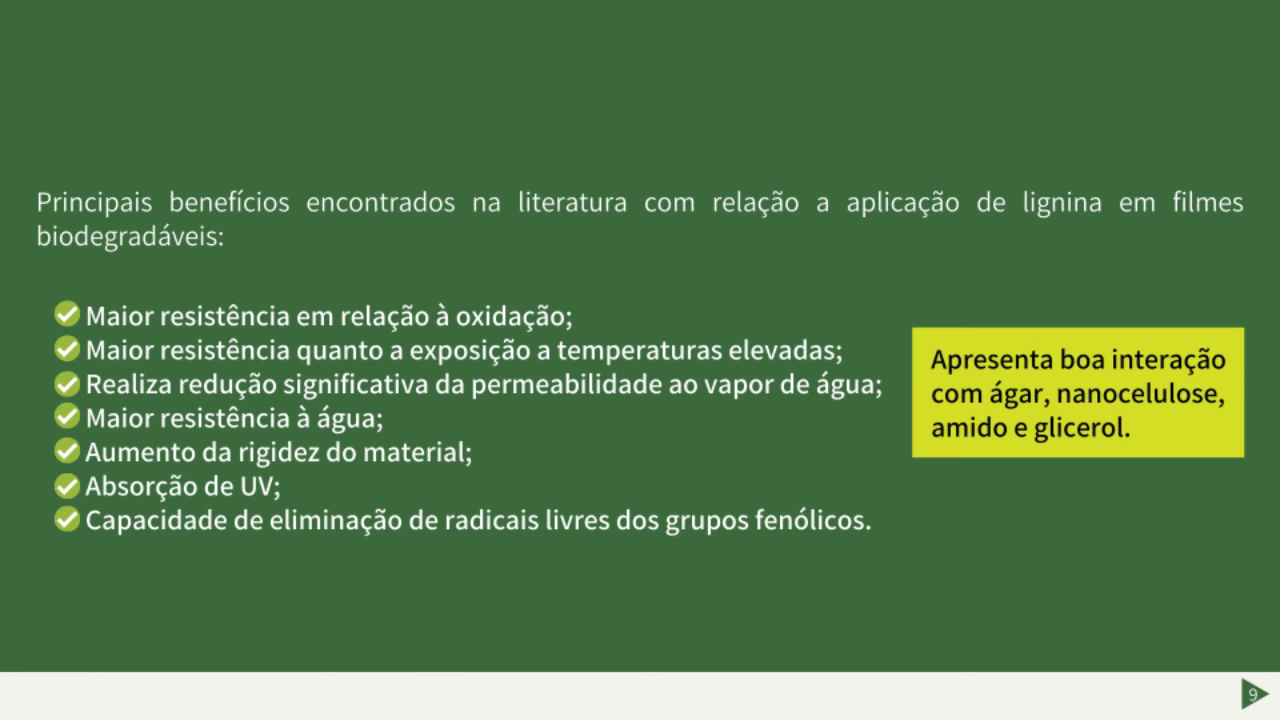 Principais benefícios encontrados na literatura com relação a aplicação de lignina em filmes
biodegradáveis:
Maior resistência em relação à oxidação;
Maior resistência quanto a exposição a temperaturas elevadas;
Realiza redução significativa da permeabilidade ao vapor de água;
Maior resistência à água;
Aumento da rigidez do material;
Absorção de UV;
Capacidade de eliminação de radicais livres dos grupos fenólicos.
Apresenta boa interação
com ágar, nanocelulose,
amido e glicerol.
9